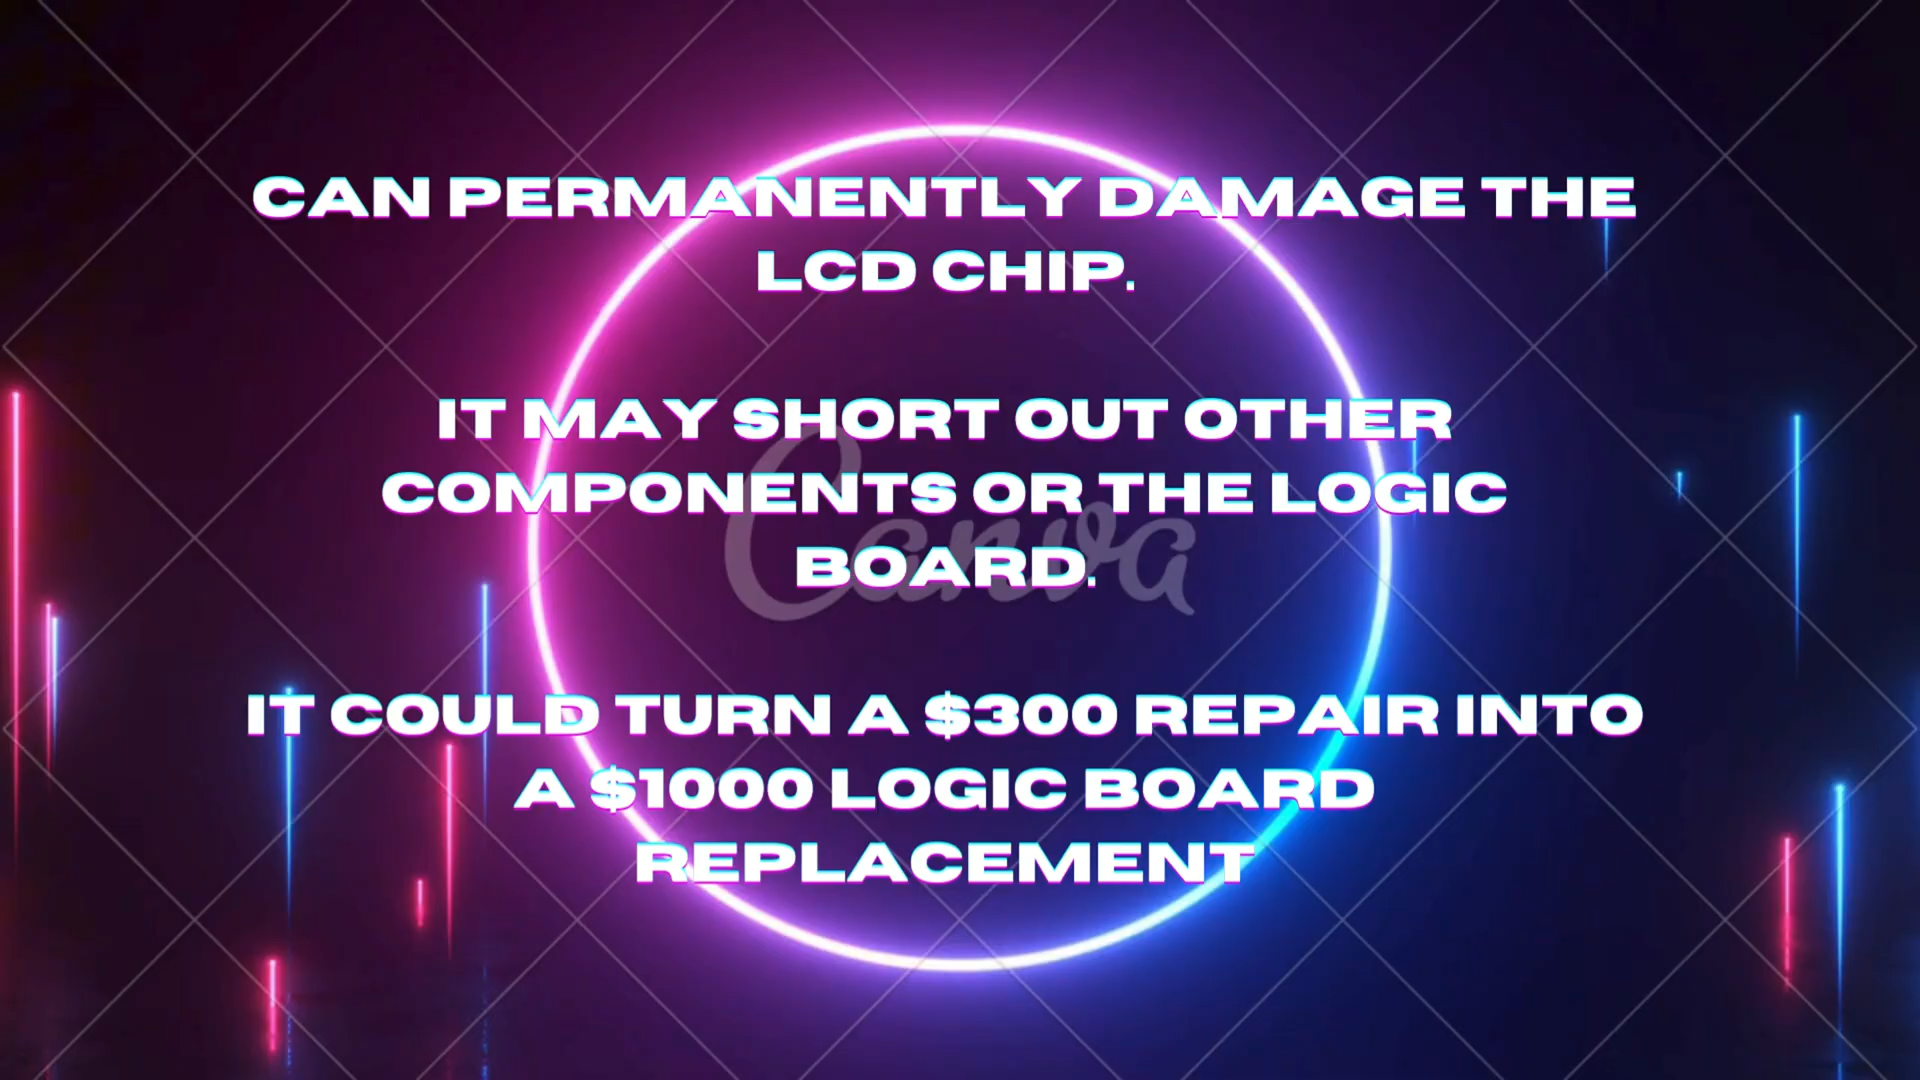 CAN PERMANENTLY DAMAGE THE
LCD CHIP.
IT MAY SHORT OUT OTHER
COMPONENTS OR THE LOGIC
BOARD.
Canva
IT COULD TURN A $300 REPAIR INTO
A $1000 LOGIC BOARD
REPLACEMENT